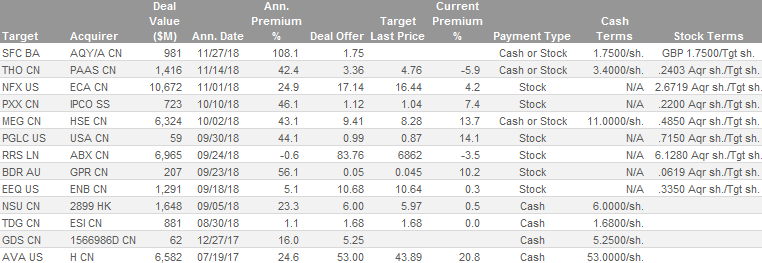 Target Acquirer Deal Value ($M) Ann. Date Ann. Premium % Deal Offer Target Last Price Current Premium % Payment Type Cash Terms Stock Terms
SFC BA AQY/A CN 981 11/27/18 108.1 1.75 Cash or Stock 1.7500/sh. GBP 1.7500/Tgt sh.
THO CN PAAS CN 1,416 11/14/18 42.4 3.36 4.76 -5.9 Cash or Stock 3.4000/sh. .2403 Aqr sh./Tgt sh.
NFX US ECA CN 10,672 11/01/18 24.9 17.14 16.44 4.2 Stock N/A 2.6719 Aqr sh./Tgt sh.
PXX CN IPCO SS 723 10/10/18 46.1 1.12 1.04 7.4 Stock N/A .2200 Aqr sh./Tgt sh.
MEG CN HSE CN 6,324 10/02/18 43.1 9.41 8.28 13.7 Cash or Stock 11.0000/sh. .4850 Aqr sh./Tgt sh.
PGLC US USA CN 59 09/30/18 44.1 0.99 0.87 14.1 Stock N/A .7150 Aqr sh./Tgt sh.
RRS LN ABX CN 6,965 09/24/18 -0.6 83.76 6862 -3.5 Stock N/A 6.1280 Aqr sh./Tgt sh.
BDR AU GPR CN 207 09/23/18 56.1 0.05 0.045 10.2 Stock N/A .0619 Aqr sh./Tgt sh.
EEQ US ENB CN 1,291 09/18/18 5.1 10.68 10.64 0.3 Stock N/A .3350 Aqr sh./Tgt sh.
NSU CN 2899 HK 1,648 09/05/18 23.3 6.00 5.97 0.5 Cash 6.0000/sh.
TDG CN ESI CN 881 08/30/18 1.1 1.68 1.68 0.0 Cash 1.6800/sh.
GDS CN 1566986D CN 62 12/27/17 16.0 5.25 Cash 5.2500/sh.
AVA US H CN 6,582 07/19/17 24.6 53.00 43.89 20.8 Cash 53.0000/sh.